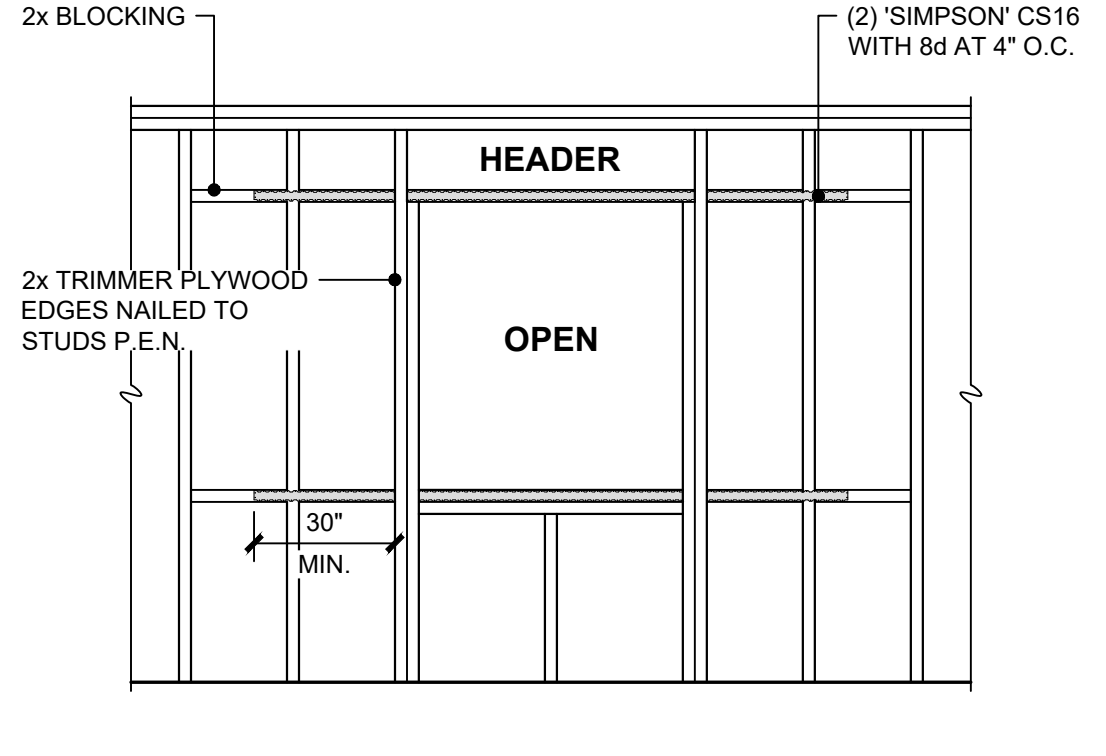 2x BLOCKING
(2) 'SIMPSON' CS16
WITH 8d AT 4" O.C.
HEADER
2x TRIMMER PLYWOOD
EDGES NAILED TO
STUDS P.E.N.
OPEN
30"
MIN.